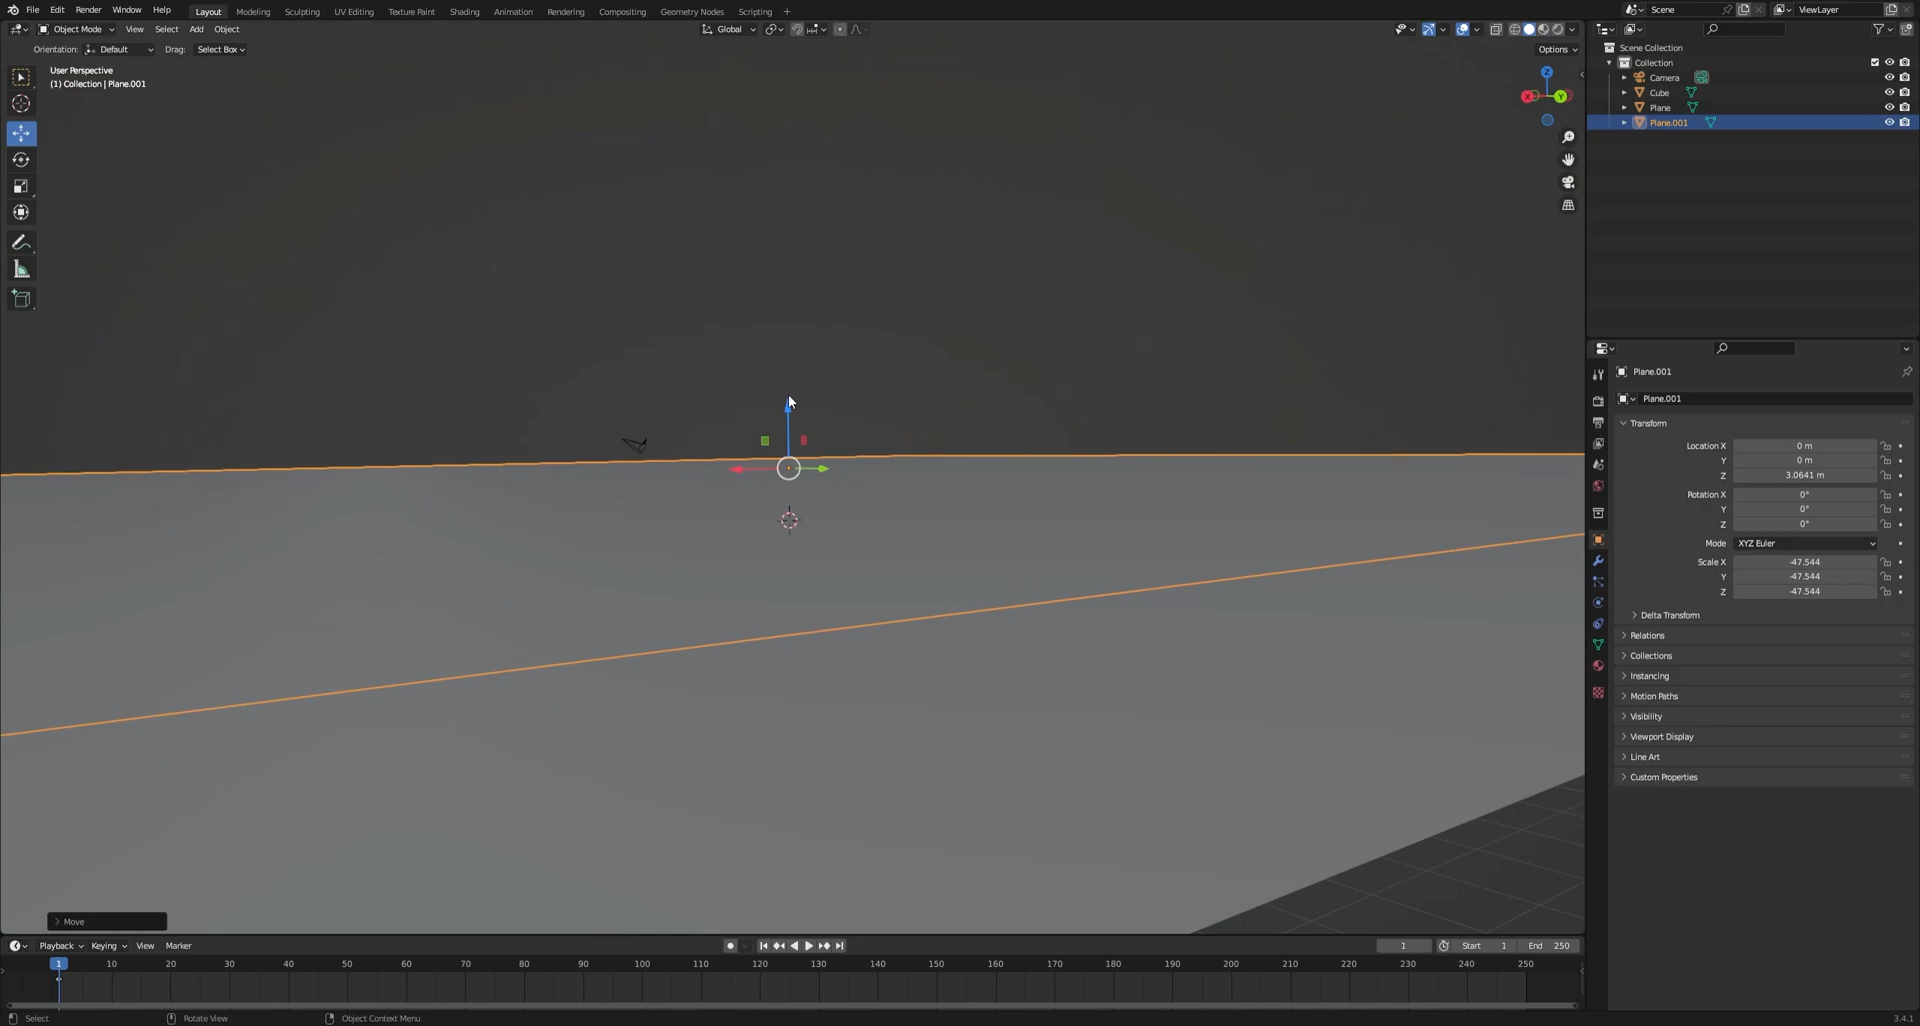 File Edit Render Window Help Layout Modeling Sculpting UV Editing Texture Paint Shading Animation Rendering Compositing Geometry Nodes Scripting + Scene ViewLayer
Object Mode View Select Add Object Global
Orientation: Default Drag: Select Box Options
User Perspective
(1) Collection | Plane.001
Z
X Y
Scene Collection
Collection
Camera
Cube
Plane
Plane.001
Plane.001
Plane.001
Transform
Location X 0 m
Y 0 m
Z 3.0641 m
Rotation X 0°
Y 0°
Z 0°
Mode XYZ Euler
Scale X -47.544
Y -47.544
Z -47.544
Delta Transform
Relations
Collections
Instancing
Motion Paths
Visibility
Viewport Display
Line Art
Custom Properties
Move
Playback Keying View Marker 1 Start 1 End 250
1 10 20 30 40 50 60 70 80 90 100 110 120 130 140 150 160 170 180 190 200 210 220 230 240 250
Select Rotate View Object Context Menu 3.4.1